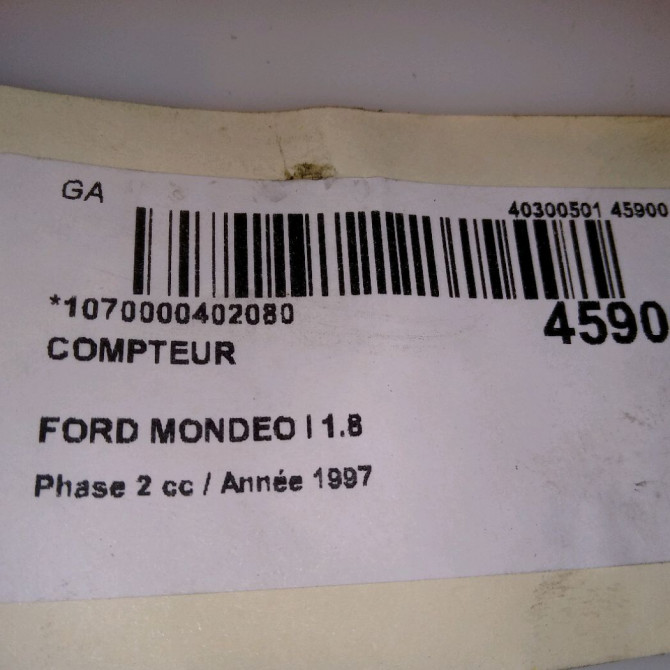 GA
40300501 45900
*1070000402080
4590
COMPTEUR
FORD MONDEO I 1.8
Phase 2 cc / Année 1997